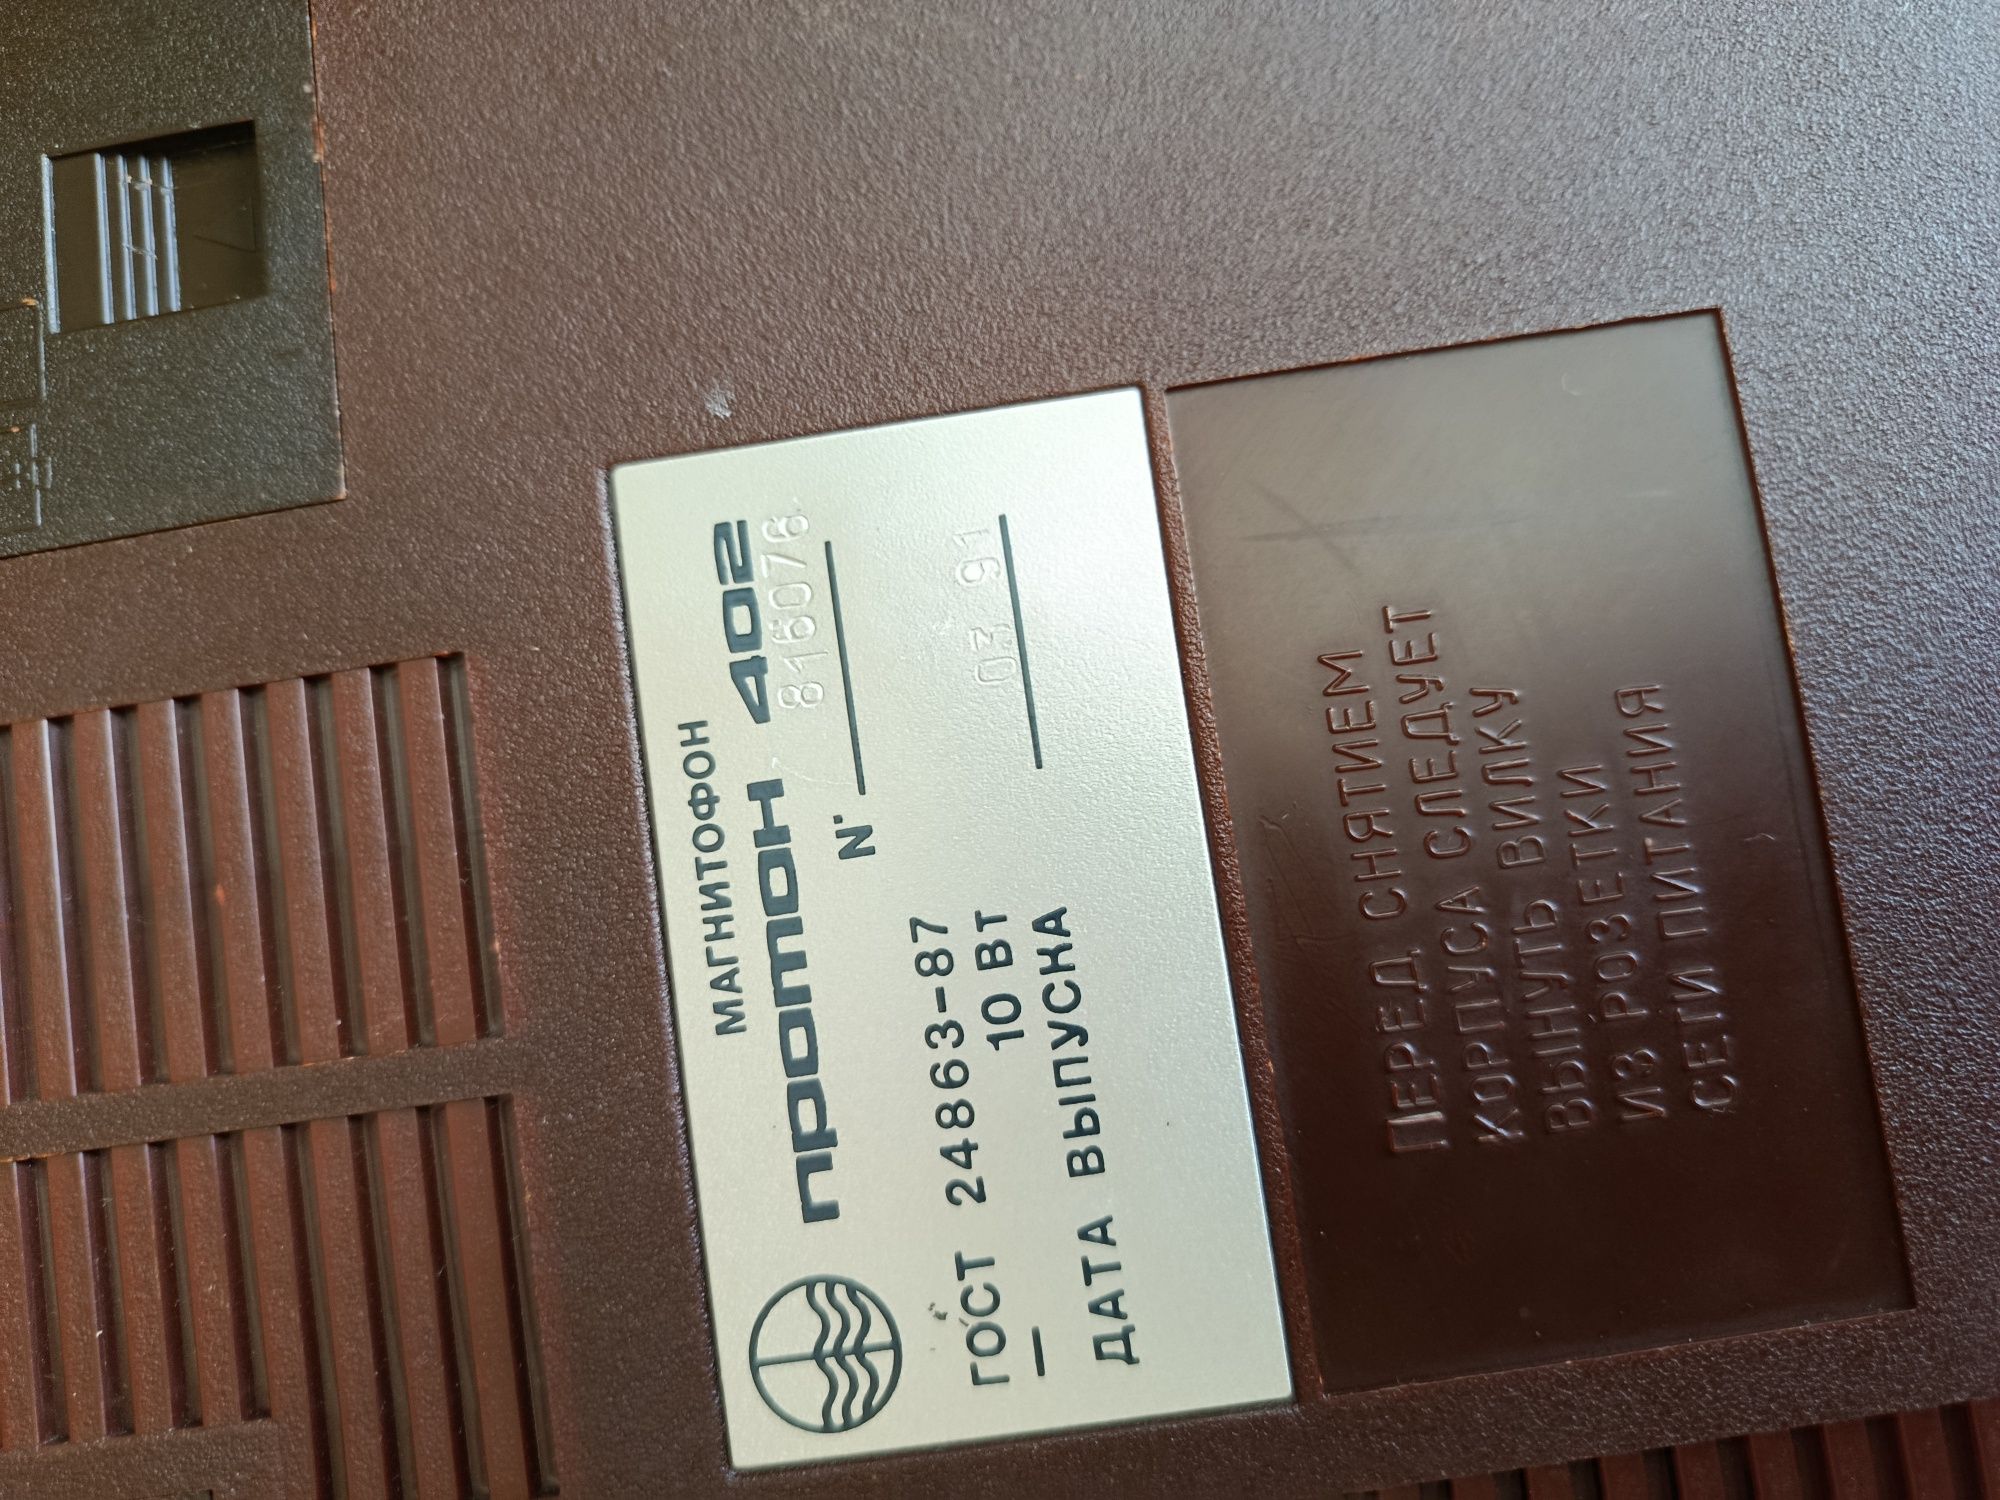 МАГНИТОФОН
протон 402
N° 816076
ГОСТ 24863-87
— 10 Вт
ДАТА ВЫПУСКА 03 91
ПЕРЕД СНЯТИЕМ
КОРПУСА СЛЕДУЕТ
ВЫНУТЬ ВИЛКУ
ИЗ РОЗЕТКИ
СЕТИ ПИТАНИЯ